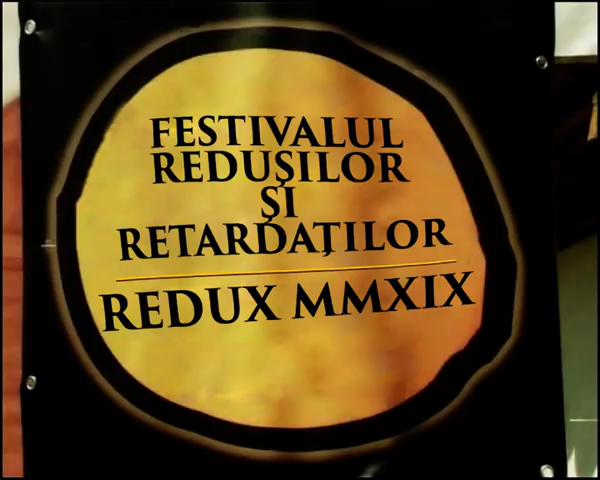 FESTIVALUL
REDUȘILOR
ȘI
RETARDAȚILOR
REDUX MMXIX